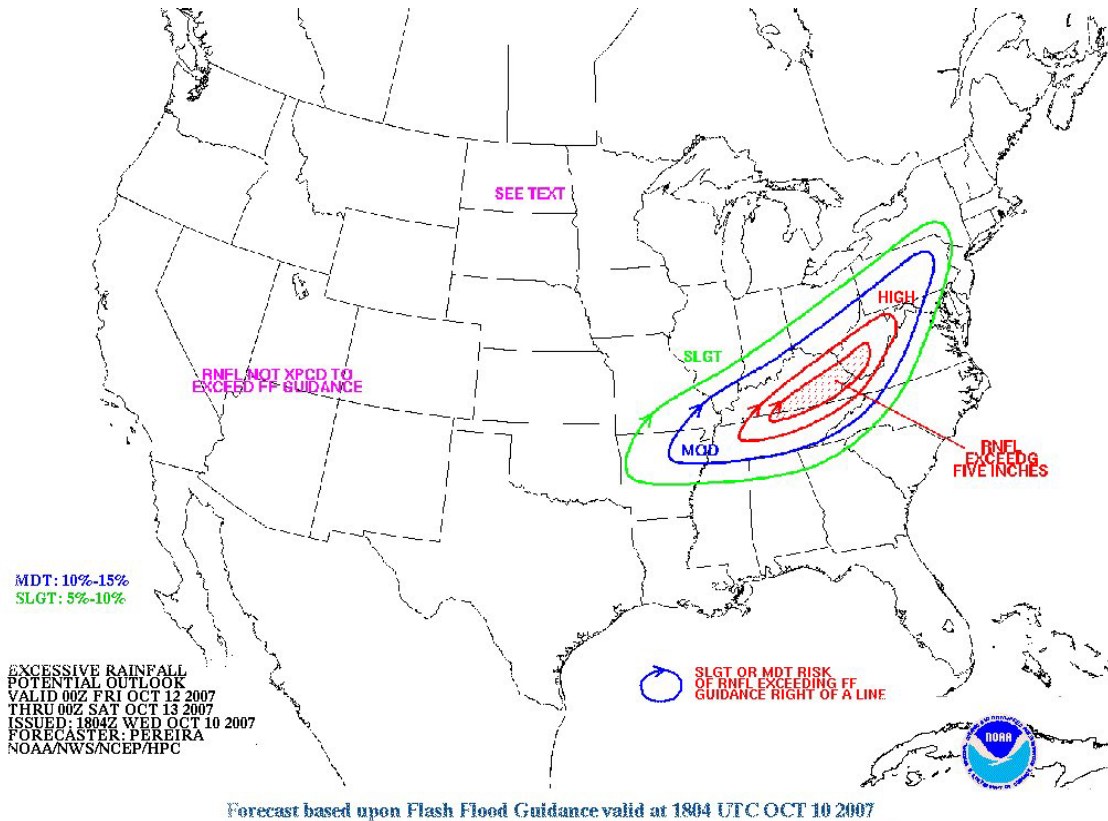 SEE TEXT
HIGH
SLGT
RNFL NOT XPCD TO
EXCEED FF GUIDANCE
MOD
RNFL
EXCEEDG
FIVE INCHES
MDT: 10%-15%
SLGT: 5%-10%
EXCESSIVE RAINFALL
POTENTIAL OUTLOOK
VALID 00Z FRI OCT 12 2007
THRU 00Z SAT OCT 13 2007
ISSUED: 1804Z WED OCT 10 2007
FORECASTER: PEREIRA
NOAA/NWS/NCEP/HPC
SLGT OR MDT RISK
OF RNFL EXCEEDING FF
GUIDANCE RIGHT OF A LINE
NOAA
Forecast based upon Flash Flood Guidance valid at 1804 UTC OCT 10 2007